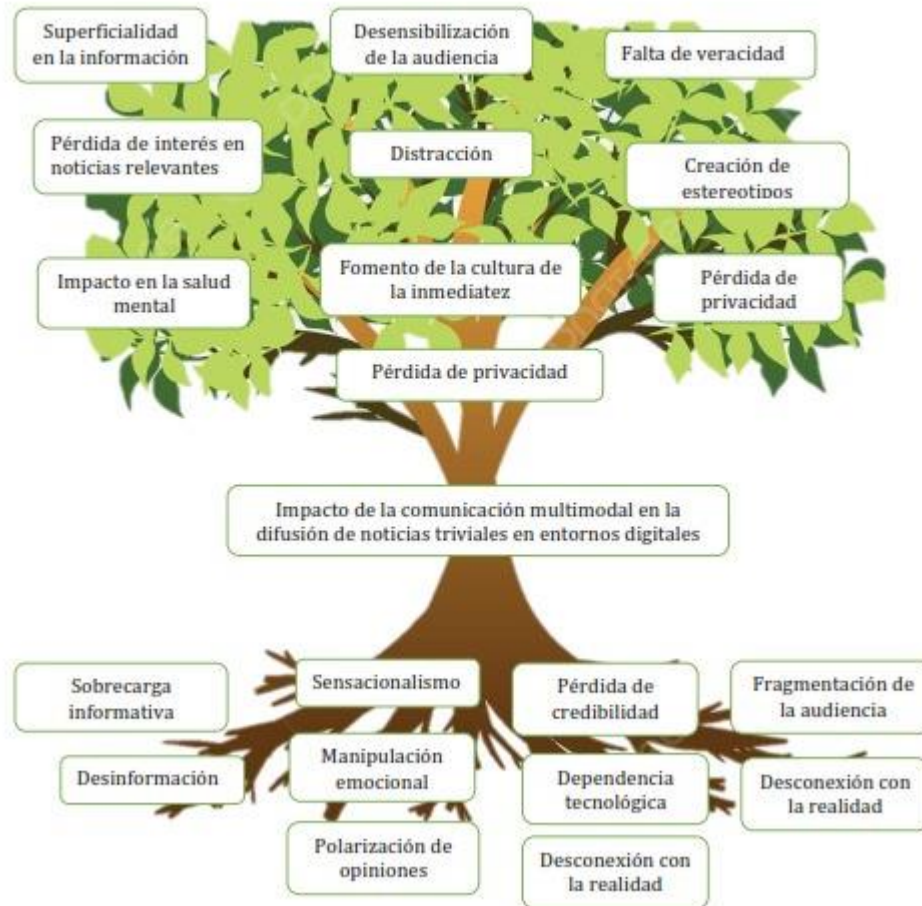 Superficialidad
en la información
Desensibilización
de la audiencia
Falta de veracidad
Pérdida de interés en
noticias relevantes
Distracción
Creación de
estereotipos
Impacto en la salud
mental
Fomento de la cultura de
la inmediatez
Pérdida de
privacidad
Pérdida de privacidad
Impacto de la comunicación multimodal en la
difusión de noticias triviales en entornos digitales
Sobrecarga
informativa
Sensacionalismo
Pérdida de
credibilidad
Fragmentación de
la audiencia
Desinformación
Manipulación
emocional
Dependencia
tecnológica
Desconexión con
la realidad
Polarización de
opiniones
Desconexión con
la realidad